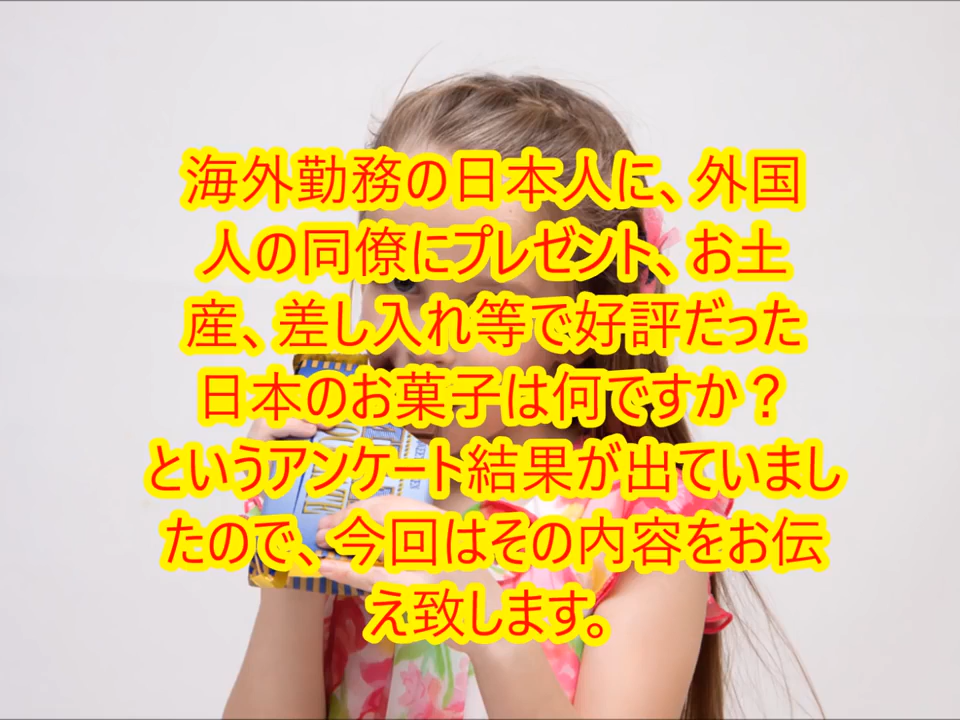 海外勤務の日本人に、外国
人の同僚にプレゼント、お土
産、差し入れ等で好評だった
日本のお菓子は何ですか？
というアンケート結果が出ていまし
たので、今回はその内容をお伝
え致します。